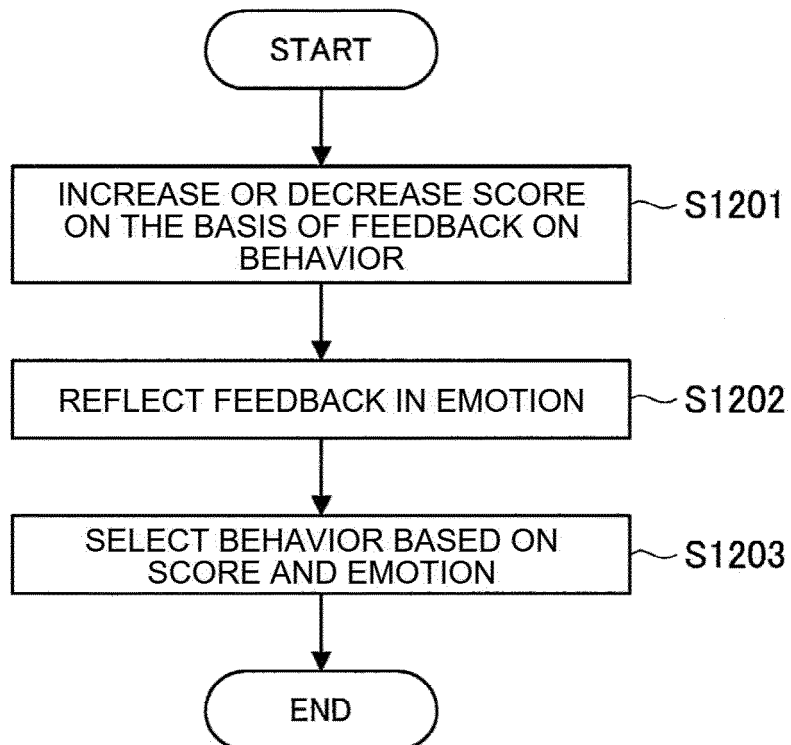 START
INCREASE OR DECREASE SCORE
ON THE BASIS OF FEEDBACK ON
BEHAVIOR
S1201
REFLECT FEEDBACK IN EMOTION
S1202
SELECT BEHAVIOR BASED ON
SCORE AND EMOTION
S1203
END